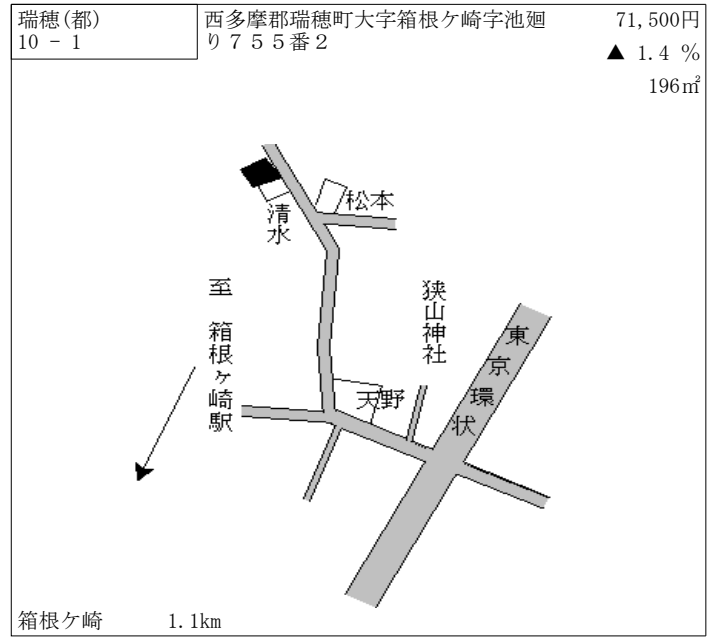 瑞穂(都)
10 - 1
西多摩郡瑞穂町大字箱根ケ崎字池廻
り７５５番２
71,500円
▲ 1.4 %
196㎡
松本
清水
至 箱根ヶ崎駅
狭山神社
東京環状
天野
箱根ケ崎 1.1km